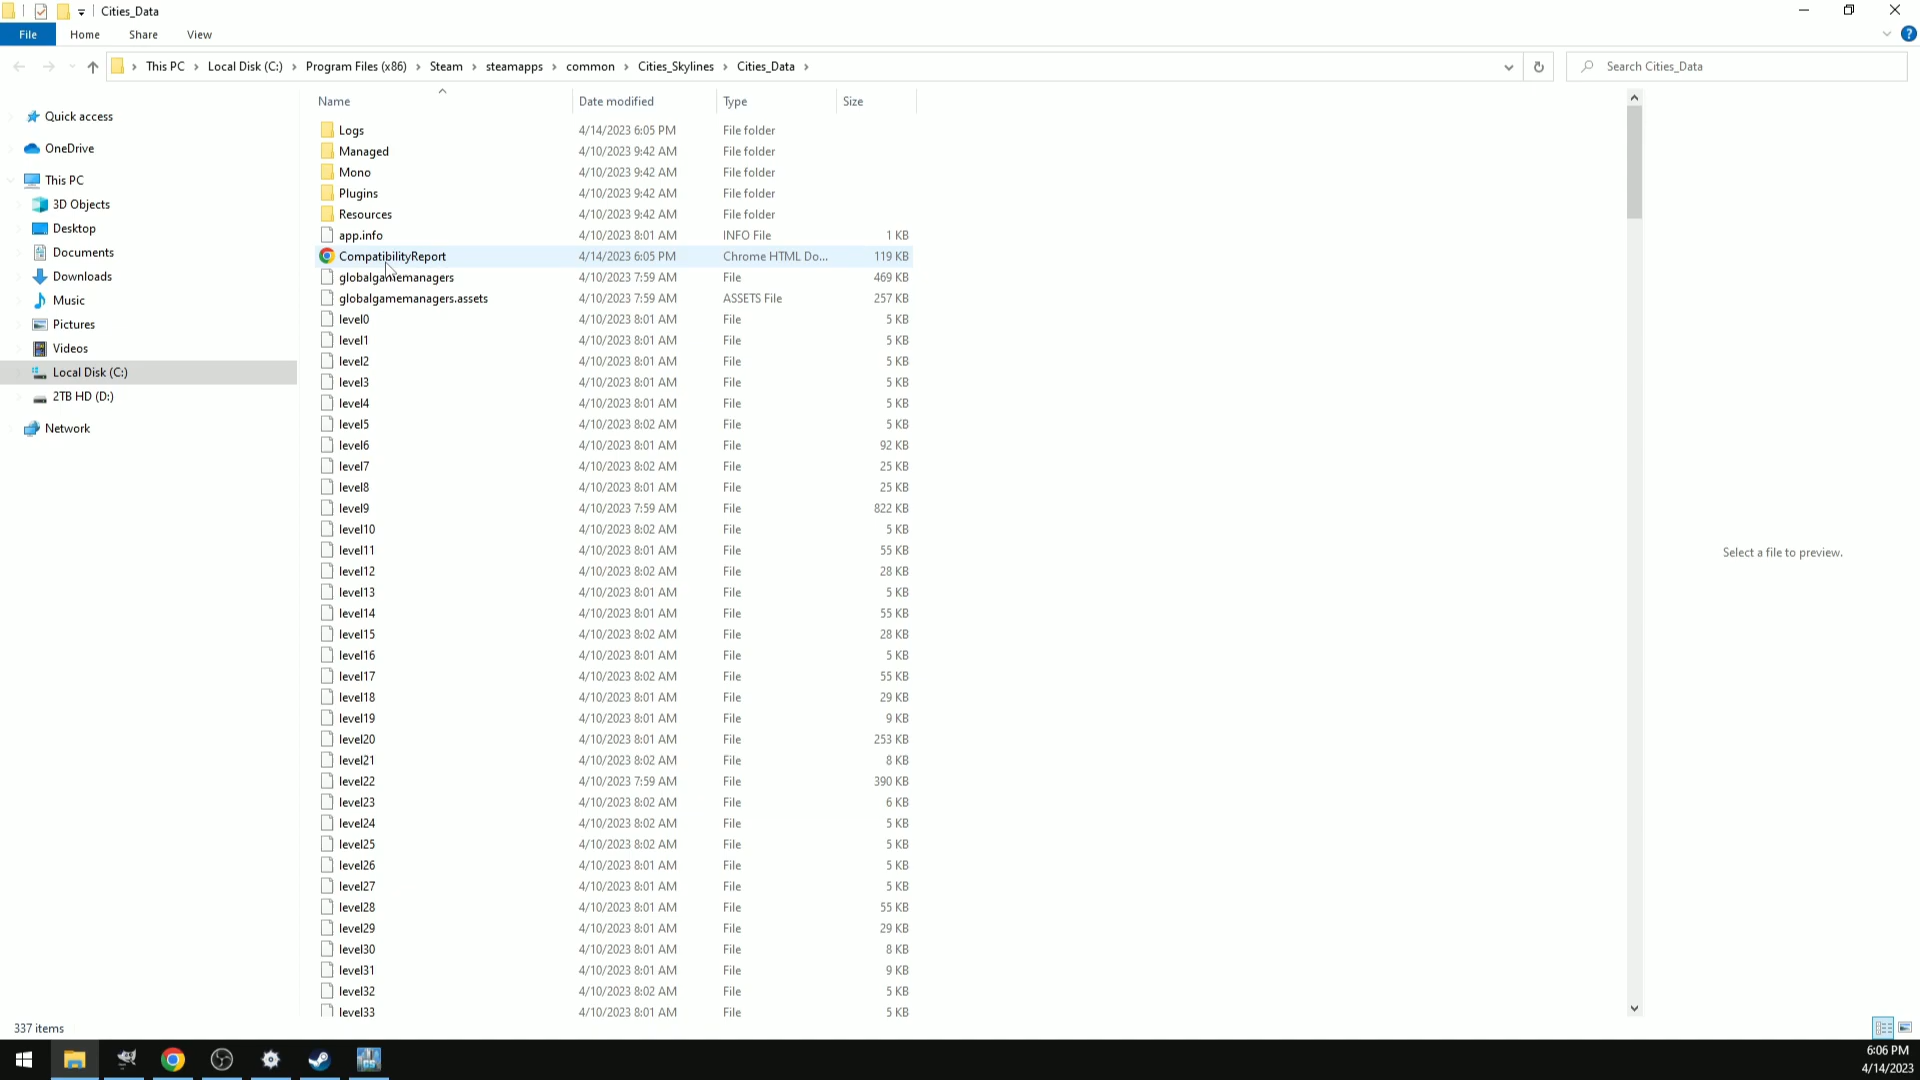 Cities_Data
File Home Share View
This PC Local Disk (C:) Program Files (x86) Steam steamapps common Cities_Skylines Cities_Data
Search Cities_Data
Quick access
OneDrive
This PC
3D Objects
Desktop
Documents
Downloads
Music
Pictures
Videos
Local Disk (C:)
2TB HD (D:)
Network
Name Date modified Type Size
Logs 4/14/2023 6:05 PM File folder
Managed 4/10/2023 9:42 AM File folder
Mono 4/10/2023 9:42 AM File folder
Plugins 4/10/2023 9:42 AM File folder
Resources 4/10/2023 9:42 AM File folder
app.info 4/10/2023 8:01 AM INFO File 1 KB
CompatibilityReport 4/14/2023 6:05 PM Chrome HTML Do... 119 KB
globalgamemanagers 4/10/2023 7:59 AM File 469 KB
globalgamemanagers.assets 4/10/2023 7:59 AM ASSETS File 257 KB
level0 4/10/2023 8:01 AM File 5 KB
level1 4/10/2023 8:01 AM File 5 KB
level2 4/10/2023 8:01 AM File 5 KB
level3 4/10/2023 8:01 AM File 5 KB
level4 4/10/2023 8:01 AM File 5 KB
level5 4/10/2023 8:02 AM File 5 KB
level6 4/10/2023 8:01 AM File 92 KB
level7 4/10/2023 8:02 AM File 25 KB
level8 4/10/2023 8:01 AM File 25 KB
level9 4/10/2023 7:59 AM File 822 KB
level10 4/10/2023 8:02 AM File 5 KB
level11 4/10/2023 8:01 AM File 55 KB
level12 4/10/2023 8:02 AM File 28 KB
level13 4/10/2023 8:01 AM File 5 KB
level14 4/10/2023 8:01 AM File 55 KB
level15 4/10/2023 8:02 AM File 28 KB
level16 4/10/2023 8:01 AM File 5 KB
level17 4/10/2023 8:02 AM File 55 KB
level18 4/10/2023 8:01 AM File 29 KB
level19 4/10/2023 8:01 AM File 9 KB
level20 4/10/2023 8:01 AM File 253 KB
level21 4/10/2023 8:02 AM File 8 KB
level22 4/10/2023 7:59 AM File 390 KB
level23 4/10/2023 8:02 AM File 6 KB
level24 4/10/2023 8:02 AM File 5 KB
level25 4/10/2023 8:02 AM File 5 KB
level26 4/10/2023 8:01 AM File 5 KB
level27 4/10/2023 8:01 AM File 5 KB
level28 4/10/2023 8:01 AM File 55 KB
level29 4/10/2023 8:01 AM File 29 KB
level30 4/10/2023 8:01 AM File 8 KB
level31 4/10/2023 8:01 AM File 9 KB
level32 4/10/2023 8:02 AM File 5 KB
level33 4/10/2023 8:01 AM File 5 KB
Select a file to preview.
337 items
CS
6:06 PM
4/14/2023